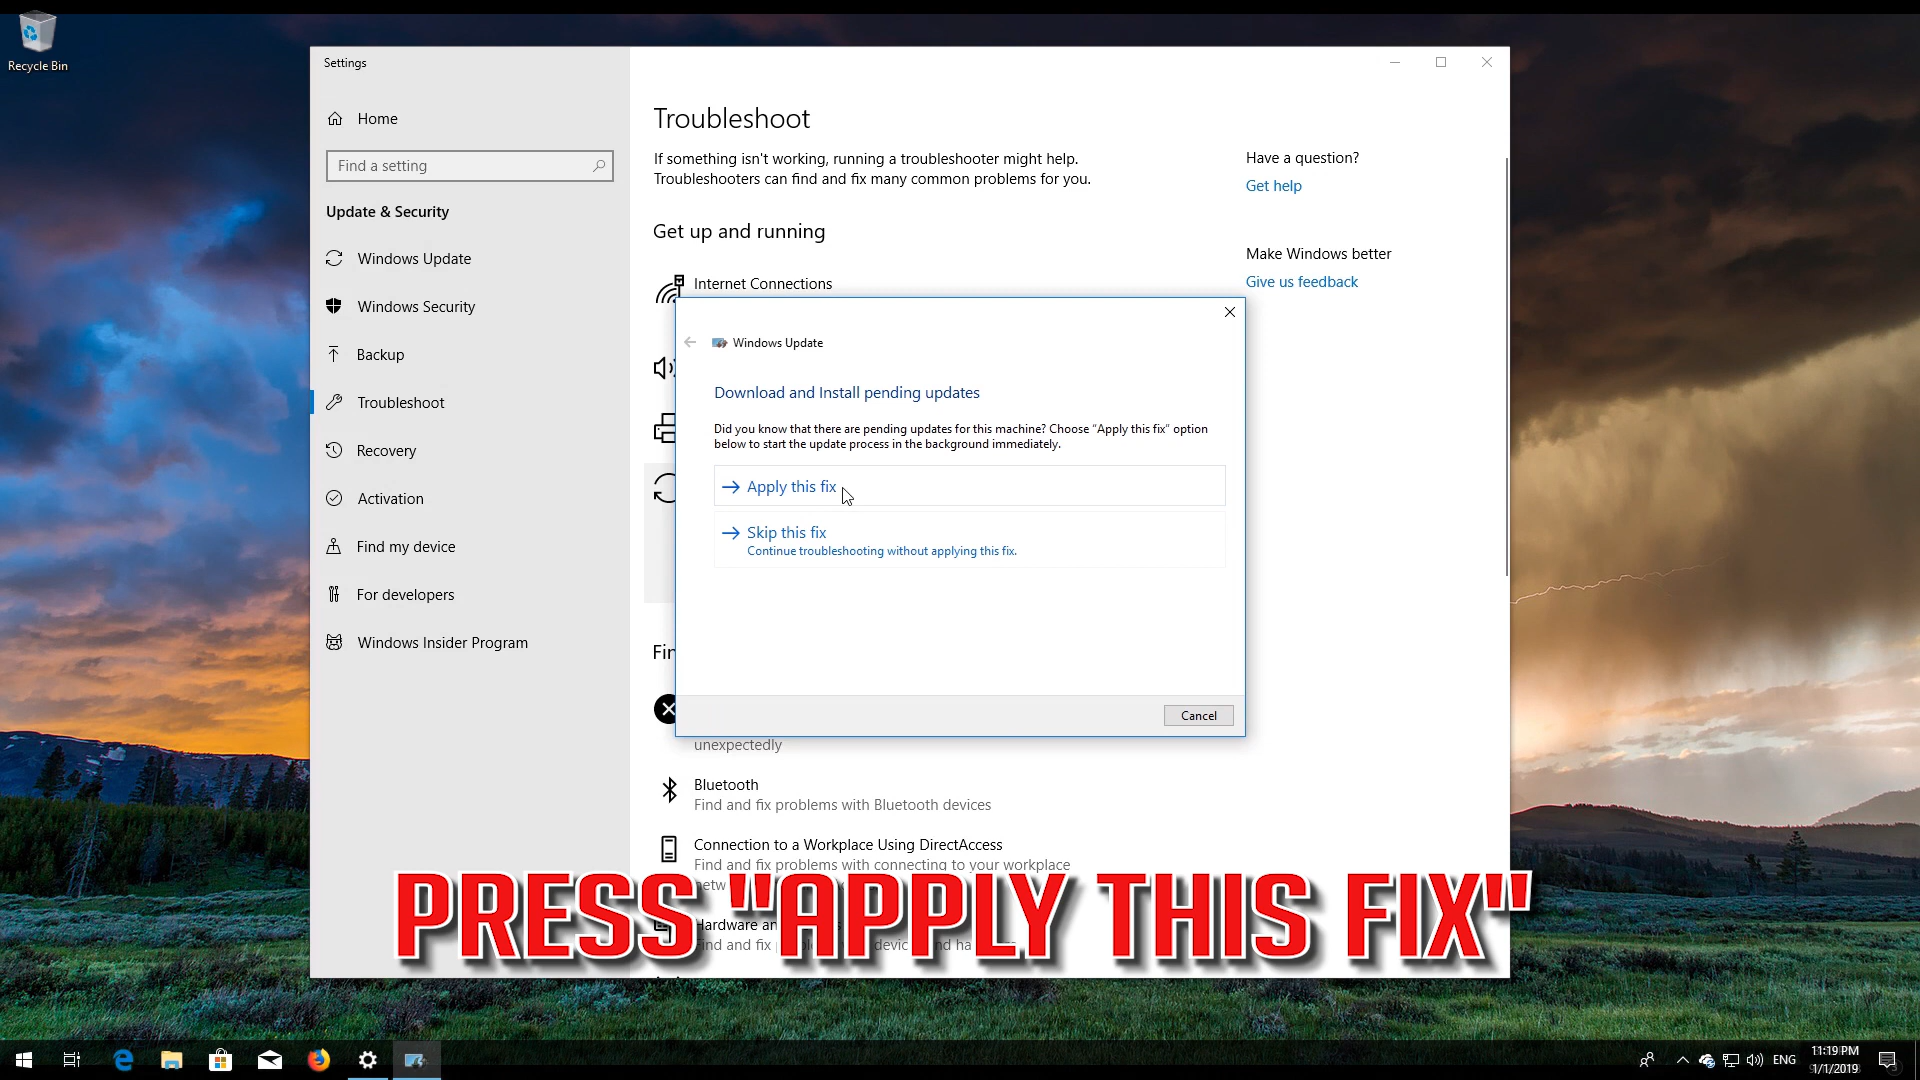 Recycle Bin
Settings
Home
Find a setting
Update & Security
Windows Update
Windows Security
Backup
Troubleshoot
Recovery
Activation
Find my device
For developers
Windows Insider Program
Troubleshoot
If something isn't working, running a troubleshooter might help.
Troubleshooters can find and fix many common problems for you.
Get up and running
Internet Connections
Have a question?
Get help
Make Windows better
Give us feedback
Windows Update
Download and Install pending updates
Did you know that there are pending updates for this machine? Choose “Apply this fix” option
below to start the update process in the background immediately.
Apply this fix
Skip this fix
Continue troubleshooting without applying this fix.
Cancel
unexpectedly
Bluetooth
Find and fix problems with Bluetooth devices
Connection to a Workplace Using DirectAccess
Find and fix problems with connecting to your workplace
Hardware
and fix
PRESS "APPLY THIS FIX"
ENG
11:19 PM
1/1/2019